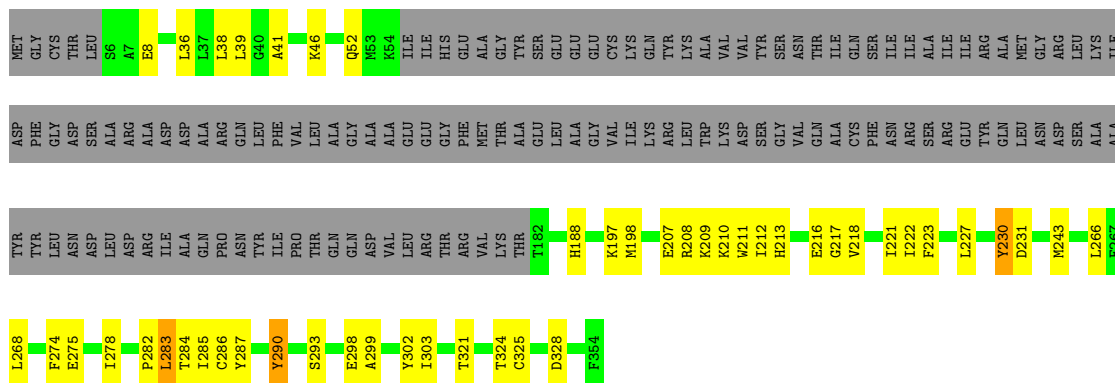 MET GLY CYS THR LEU S6 A7 E8 L36 L37 L38 L39 G40 A41 K46 Q52 M53 K54 ILE ILE HIS GLU ALA GLY TYR SER GLU GLU GLU CYS LYS GLN TYR LYS ALA VAL VAL TYR SER ASN THR ILE GLN SER ILE ILE ALA ILE ILE ARG ALA MET GLY ARG LEU LYS ILE
ASP PHE GLY ASP SER ALA ARG ALA ASP ASP ALA ARG GLN LEU PHE VAL LEU ALA GLY ALA ALA GLU GLU GLY PHE MET THR ALA GLU LEU ALA GLY VAL ILE LYS ARG LEU TRP LYS ASP SER GLY VAL GLN ALA CYS PHE ASN ARG SER ARG GLU TYR GLN LEU ASN ASP SER ALA ALA
TYR TYR LEU ASN ASP LEU ASP ARG ILE ALA GLN PRO ASN TYR ILE PRO THR GLN GLN ASP VAL LEU ARG THR ARG VAL LYS THR T182 H188 K197 M198 E207 R208 K209 K210 W211 I212 H213 E216 G217 V218 I221 I222 F223 L227 Y230 D231 M243 L266 F267
L268 F274 E275 I278 P282 L283 T284 I285 C286 Y287 Y290 S293 E298 A299 Y302 I303 T321 T324 C325 D328 F354